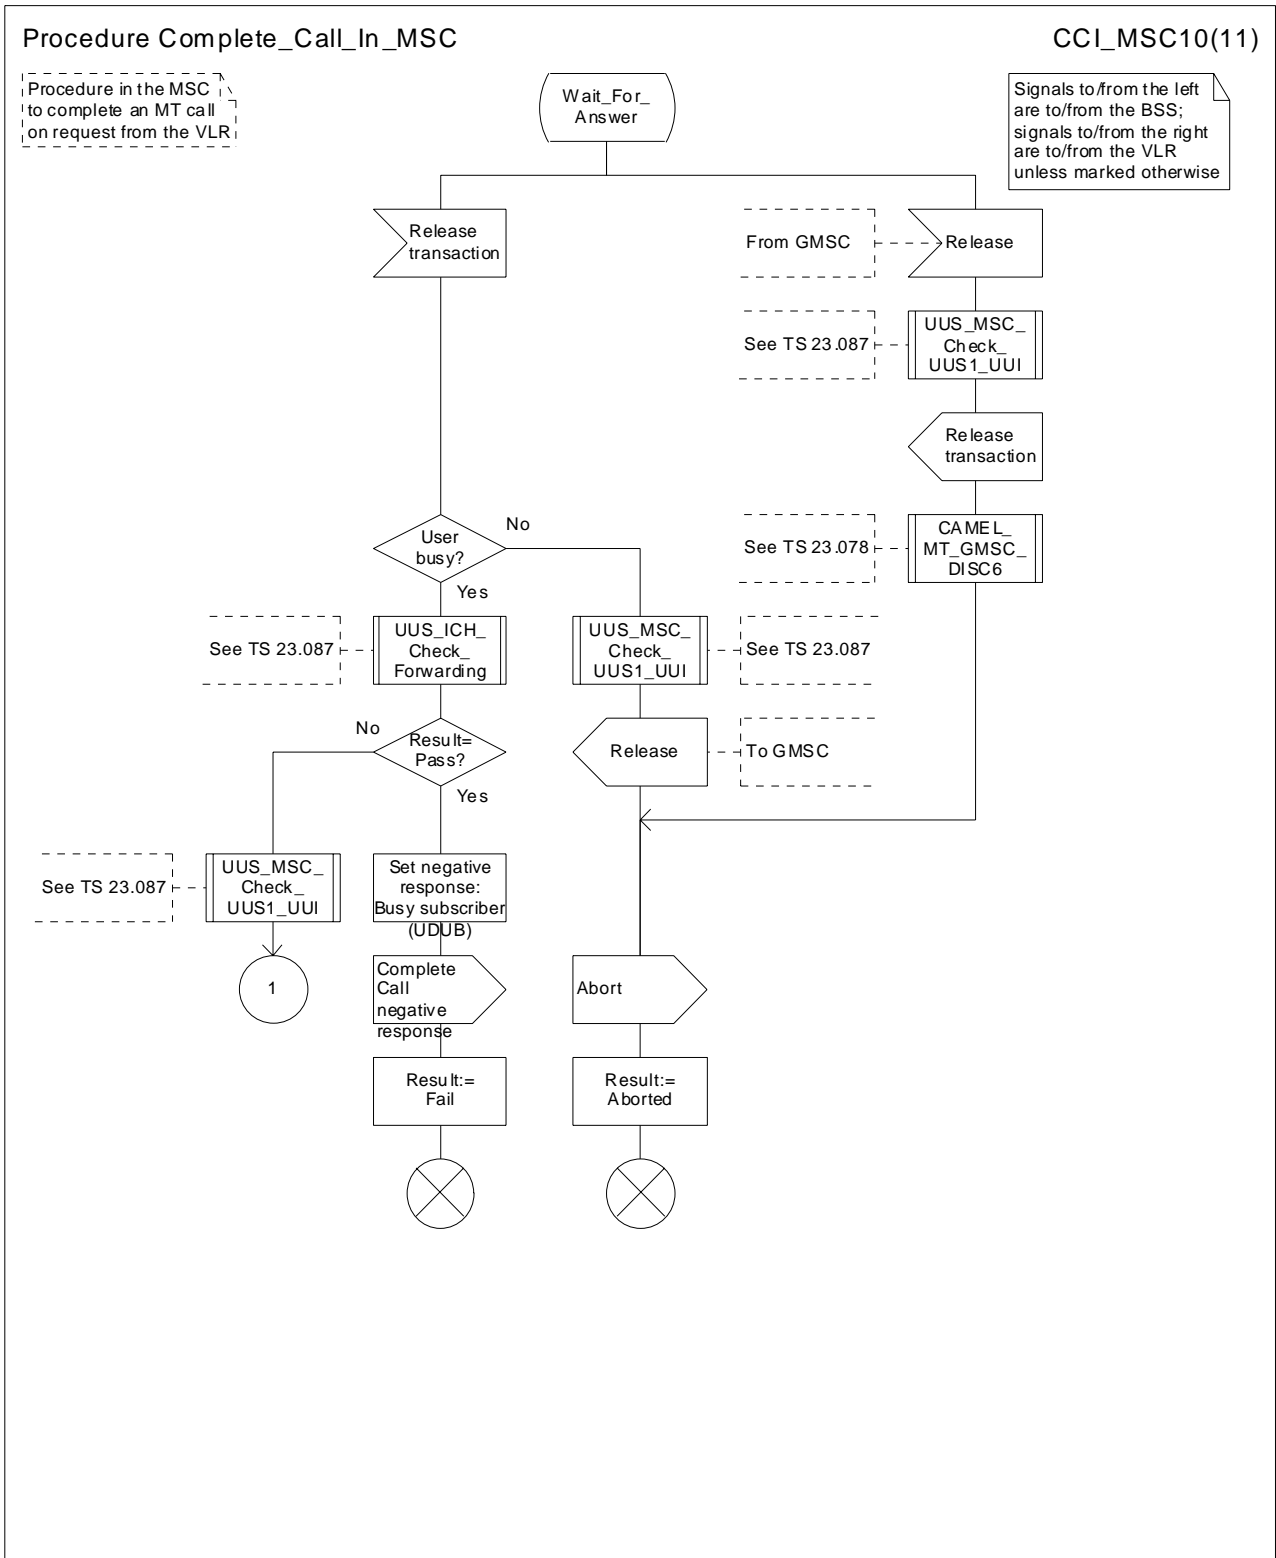 Procedure Complete_Call_In_MSC
CCI_MSC10(11)
Procedure in the MSC
to complete an MT call
on request from the VLR
Wait_For_
Answer
Signals to/from the left
are to/from the BSS;
signals to/from the right
are to/from the VLR
unless marked otherwise
Release
transaction
From GMSC
Release
See TS 23.087
UUS_MSC_
Check_
UUS1_UUI
Release
transaction
User
busy?
No
Yes
See TS 23.078
CAMEL_
MT_GMSC_
DISC6
See TS 23.087
UUS_ICH_
Check_
Forwarding
UUS_MSC_
Check_
UUS1_UUI
See TS 23.087
No
Result=
Pass?
Yes
Release
To GMSC
See TS 23.087
UUS_MSC_
Check_
UUS1_UUI
Set negative
response:
Busy subscriber
(UDUB)
1
Complete
Call
negative
response
Abort
Result:=
Fail
Result:=
Aborted